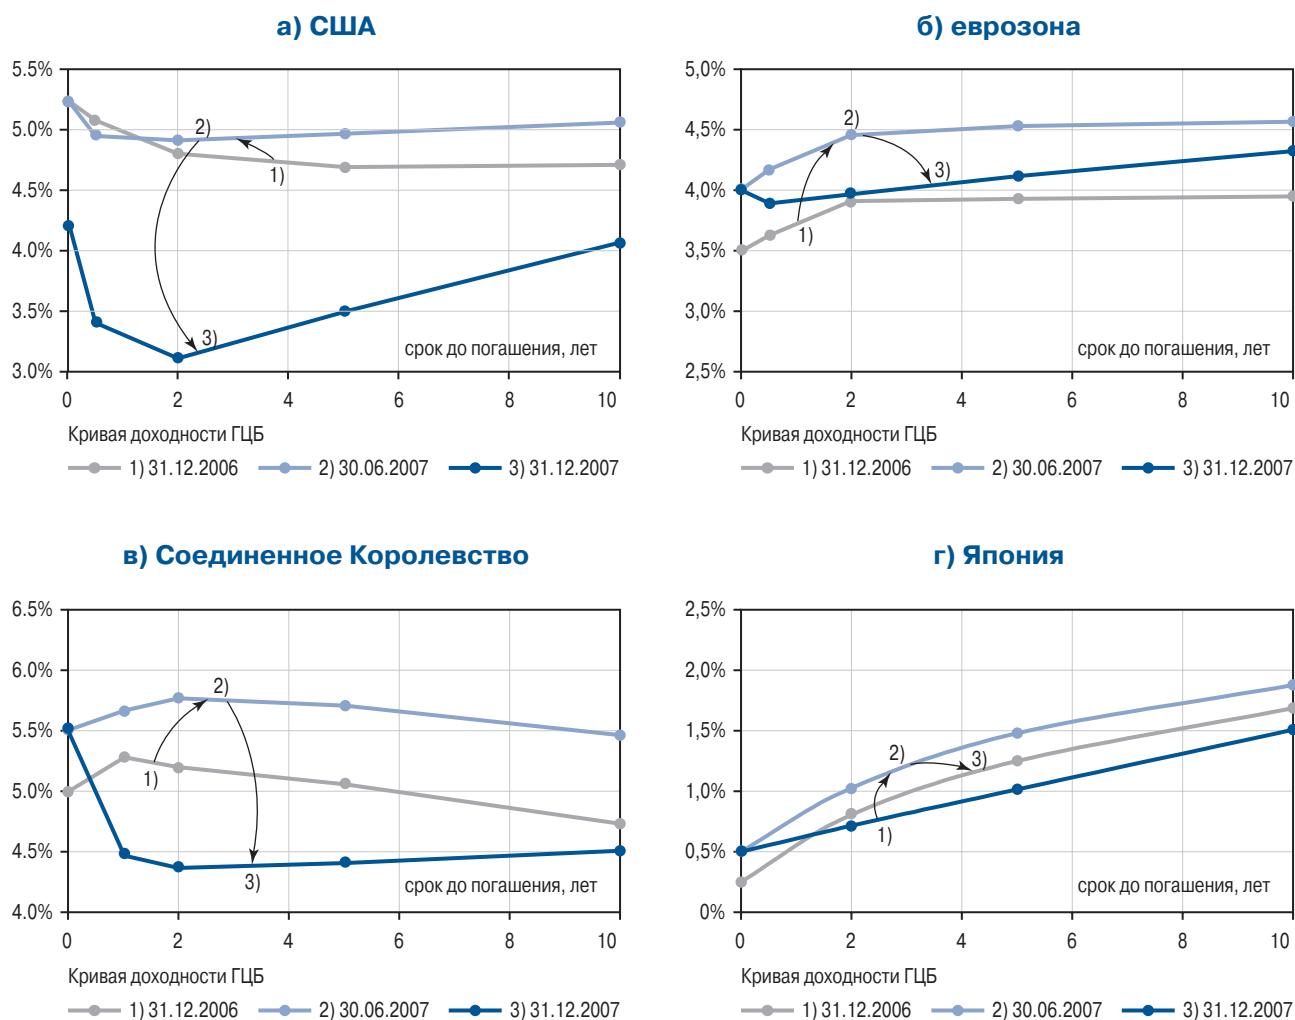 а) США
5.5%
5.0%
4.5%
4.0%
3.5%
3.0%
2)
1)
3)
срок до погашения, лет
0 2 4 6 8 10
Кривая доходности ГЦБ
1) 31.12.2006 2) 30.06.2007 3) 31.12.2007
б) еврозона
5,0%
4,5%
4,0%
3,5%
3,0%
2,5%
2)
3)
1)
срок до погашения, лет
0 2 4 6 8 10
Кривая доходности ГЦБ
1) 31.12.2006 2) 30.06.2007 3) 31.12.2007
в) Соединенное Королевство
6.5%
6.0%
5.5%
5.0%
4.5%
4.0%
2)
1)
3)
срок до погашения, лет
0 2 4 6 8 10
Кривая доходности ГЦБ
1) 31.12.2006 2) 30.06.2007 3) 31.12.2007
г) Япония
2,5%
2,0%
1,5%
1,0%
0,5%
0%
2)
3)
1)
срок до погашения, лет
0 2 4 6 8 10
Кривая доходности ГЦБ
1) 31.12.2006 2) 30.06.2007 3) 31.12.2007